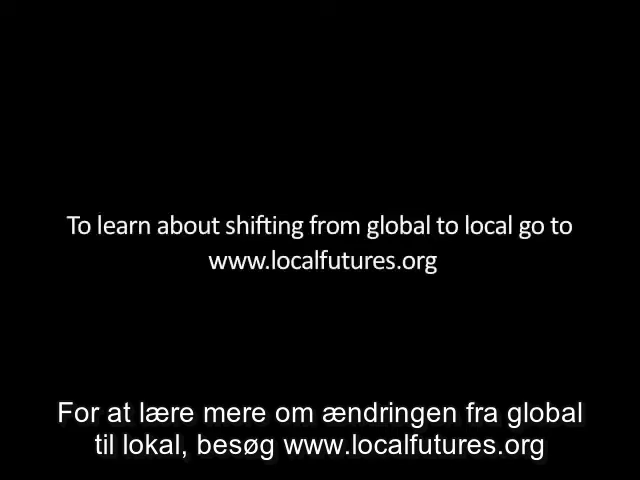 To learn about shifting from global to local go to
www.localfutures.org
For at lære mere om ændringen fra global
til lokal, besøg www.localfutures.org